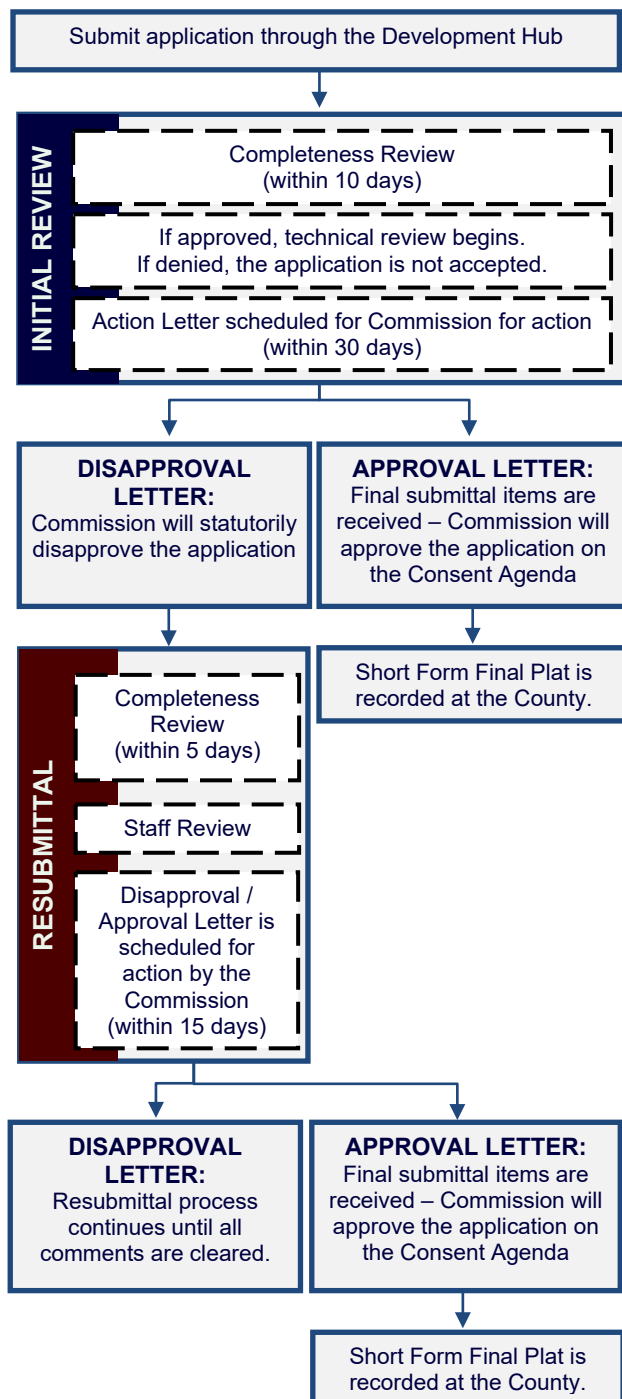 Submit application through the Development Hub
INITIAL REVIEW
Completeness Review
(within 10 days)
If approved, technical review begins.
If denied, the application is not accepted.
Action Letter scheduled for Commission for action
(within 30 days)
DISAPPROVAL
LETTER:
Commission will statutorily
disapprove the application
APPROVAL LETTER:
Final submittal items are
received – Commission will
approve the application on
the Consent Agenda
Short Form Final Plat is
recorded at the County.
RESUBMITTAL
Completeness
Review
(within 5 days)
Staff Review
Disapproval /
Approval Letter is
scheduled for
action by the
Commission
(within 15 days)
DISAPPROVAL
LETTER:
Resubmittal process
continues until all
comments are cleared.
APPROVAL LETTER:
Final submittal items are
received – Commission will
approve the application on
the Consent Agenda
Short Form Final Plat is
recorded at the County.